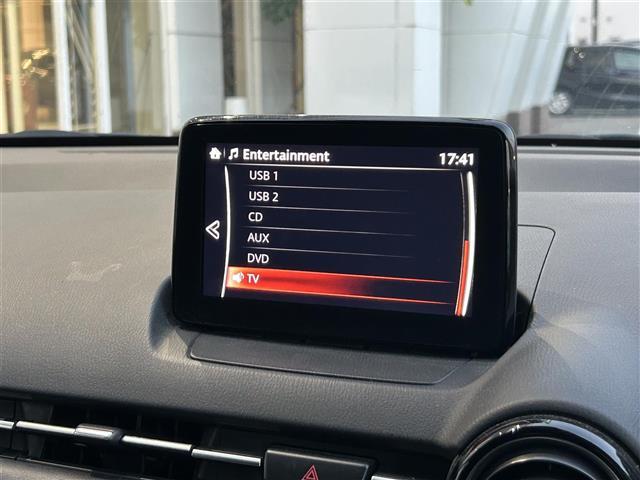 Entertainment 17:41
USB 1
USB 2
CD
AUX
DVD
TV